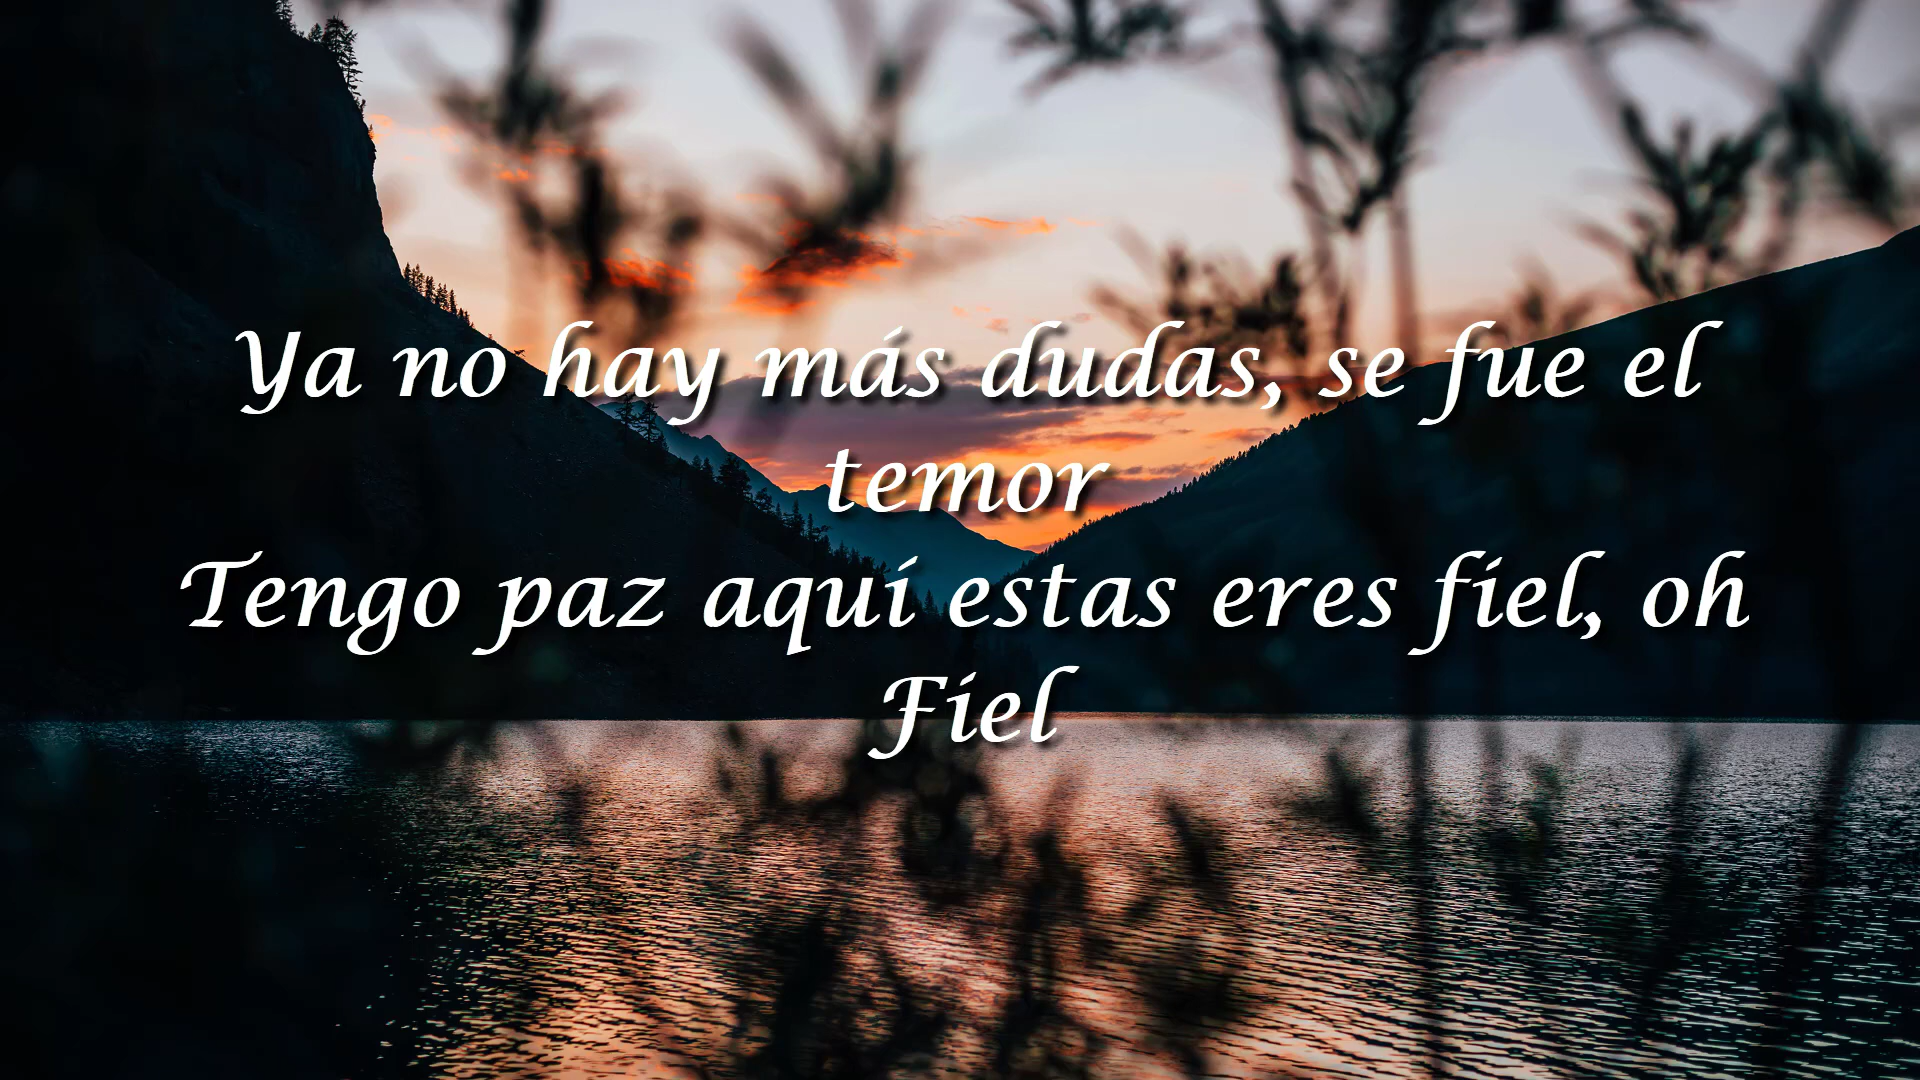 Ya no hay más dudas, se fue el
temor
Tengo paz aquí estas eres fiel, oh
Fiel